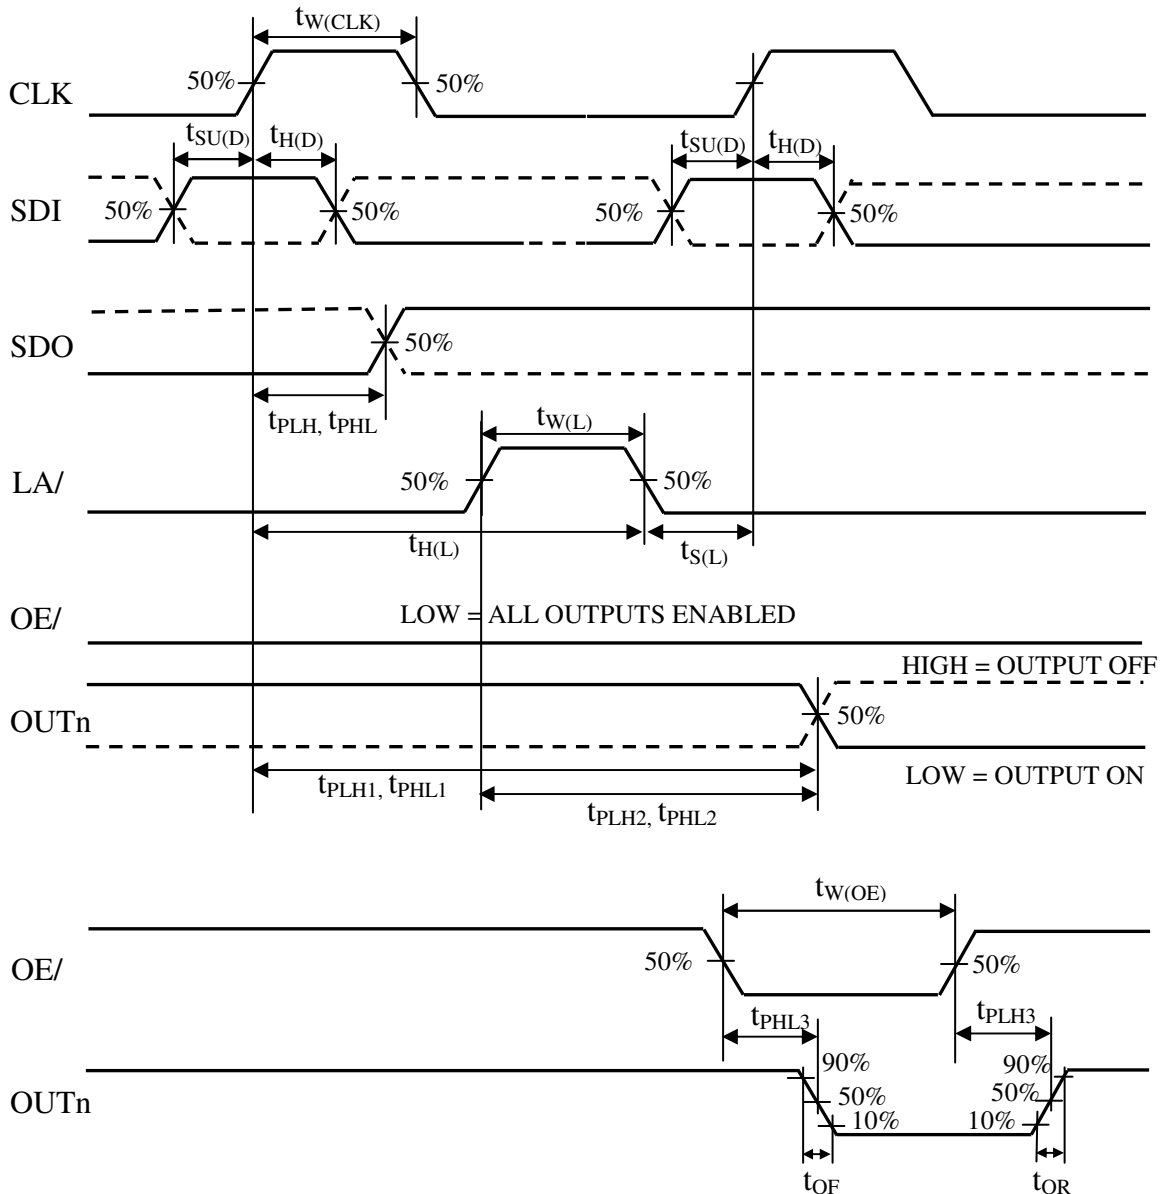 tW(CLK)
CLK
50%
50%
tSU(D)
tH(D)
tSU(D)
tH(D)
SDI
50%
50%
50%
50%
SDO
50%
tPLH, tPHL
tW(L)
LA/
50%
50%
tH(L)
tS(L)
OE/
LOW = ALL OUTPUTS ENABLED
HIGH = OUTPUT OFF
OUTn
50%
LOW = OUTPUT ON
tPLH1, tPHL1
tPLH2, tPHL2
tW(OE)
OE/
50%
50%
tPHL3
tPLH3
90%
90%
OUTn
50%
50%
10%
10%
tOF
tOR